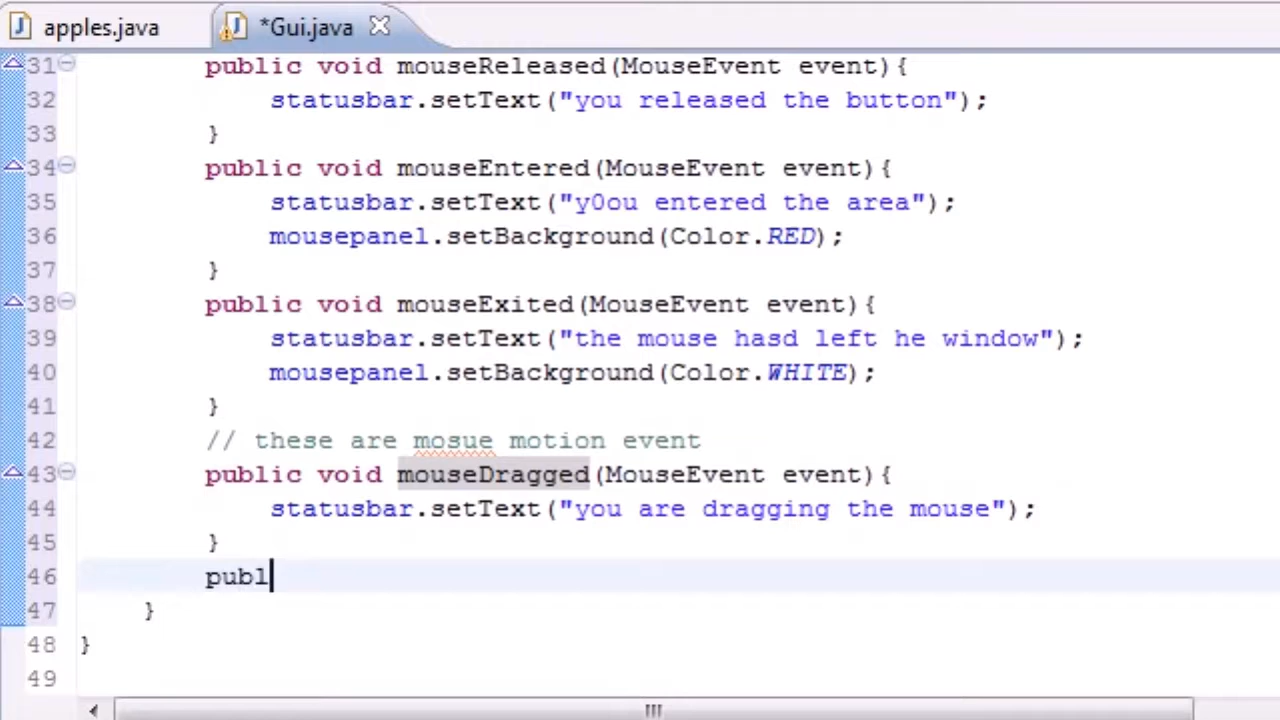 apples.java
*Gui.java
31 public void mouseReleased(MouseEvent event){
32 statusbar.setText("you released the button");
33 }
34 public void mouseEntered(MouseEvent event){
35 statusbar.setText("y0ou entered the area");
36 mousepanel.setBackground(Color.RED);
37 }
38 public void mouseExited(MouseEvent event){
39 statusbar.setText("the mouse hasd left he window");
40 mousepanel.setBackground(Color.WHITE);
41 }
42 // these are mosue motion event
43 public void mouseDragged(MouseEvent event){
44 statusbar.setText("you are dragging the mouse");
45 }
46 publ
47 }
48 }
49